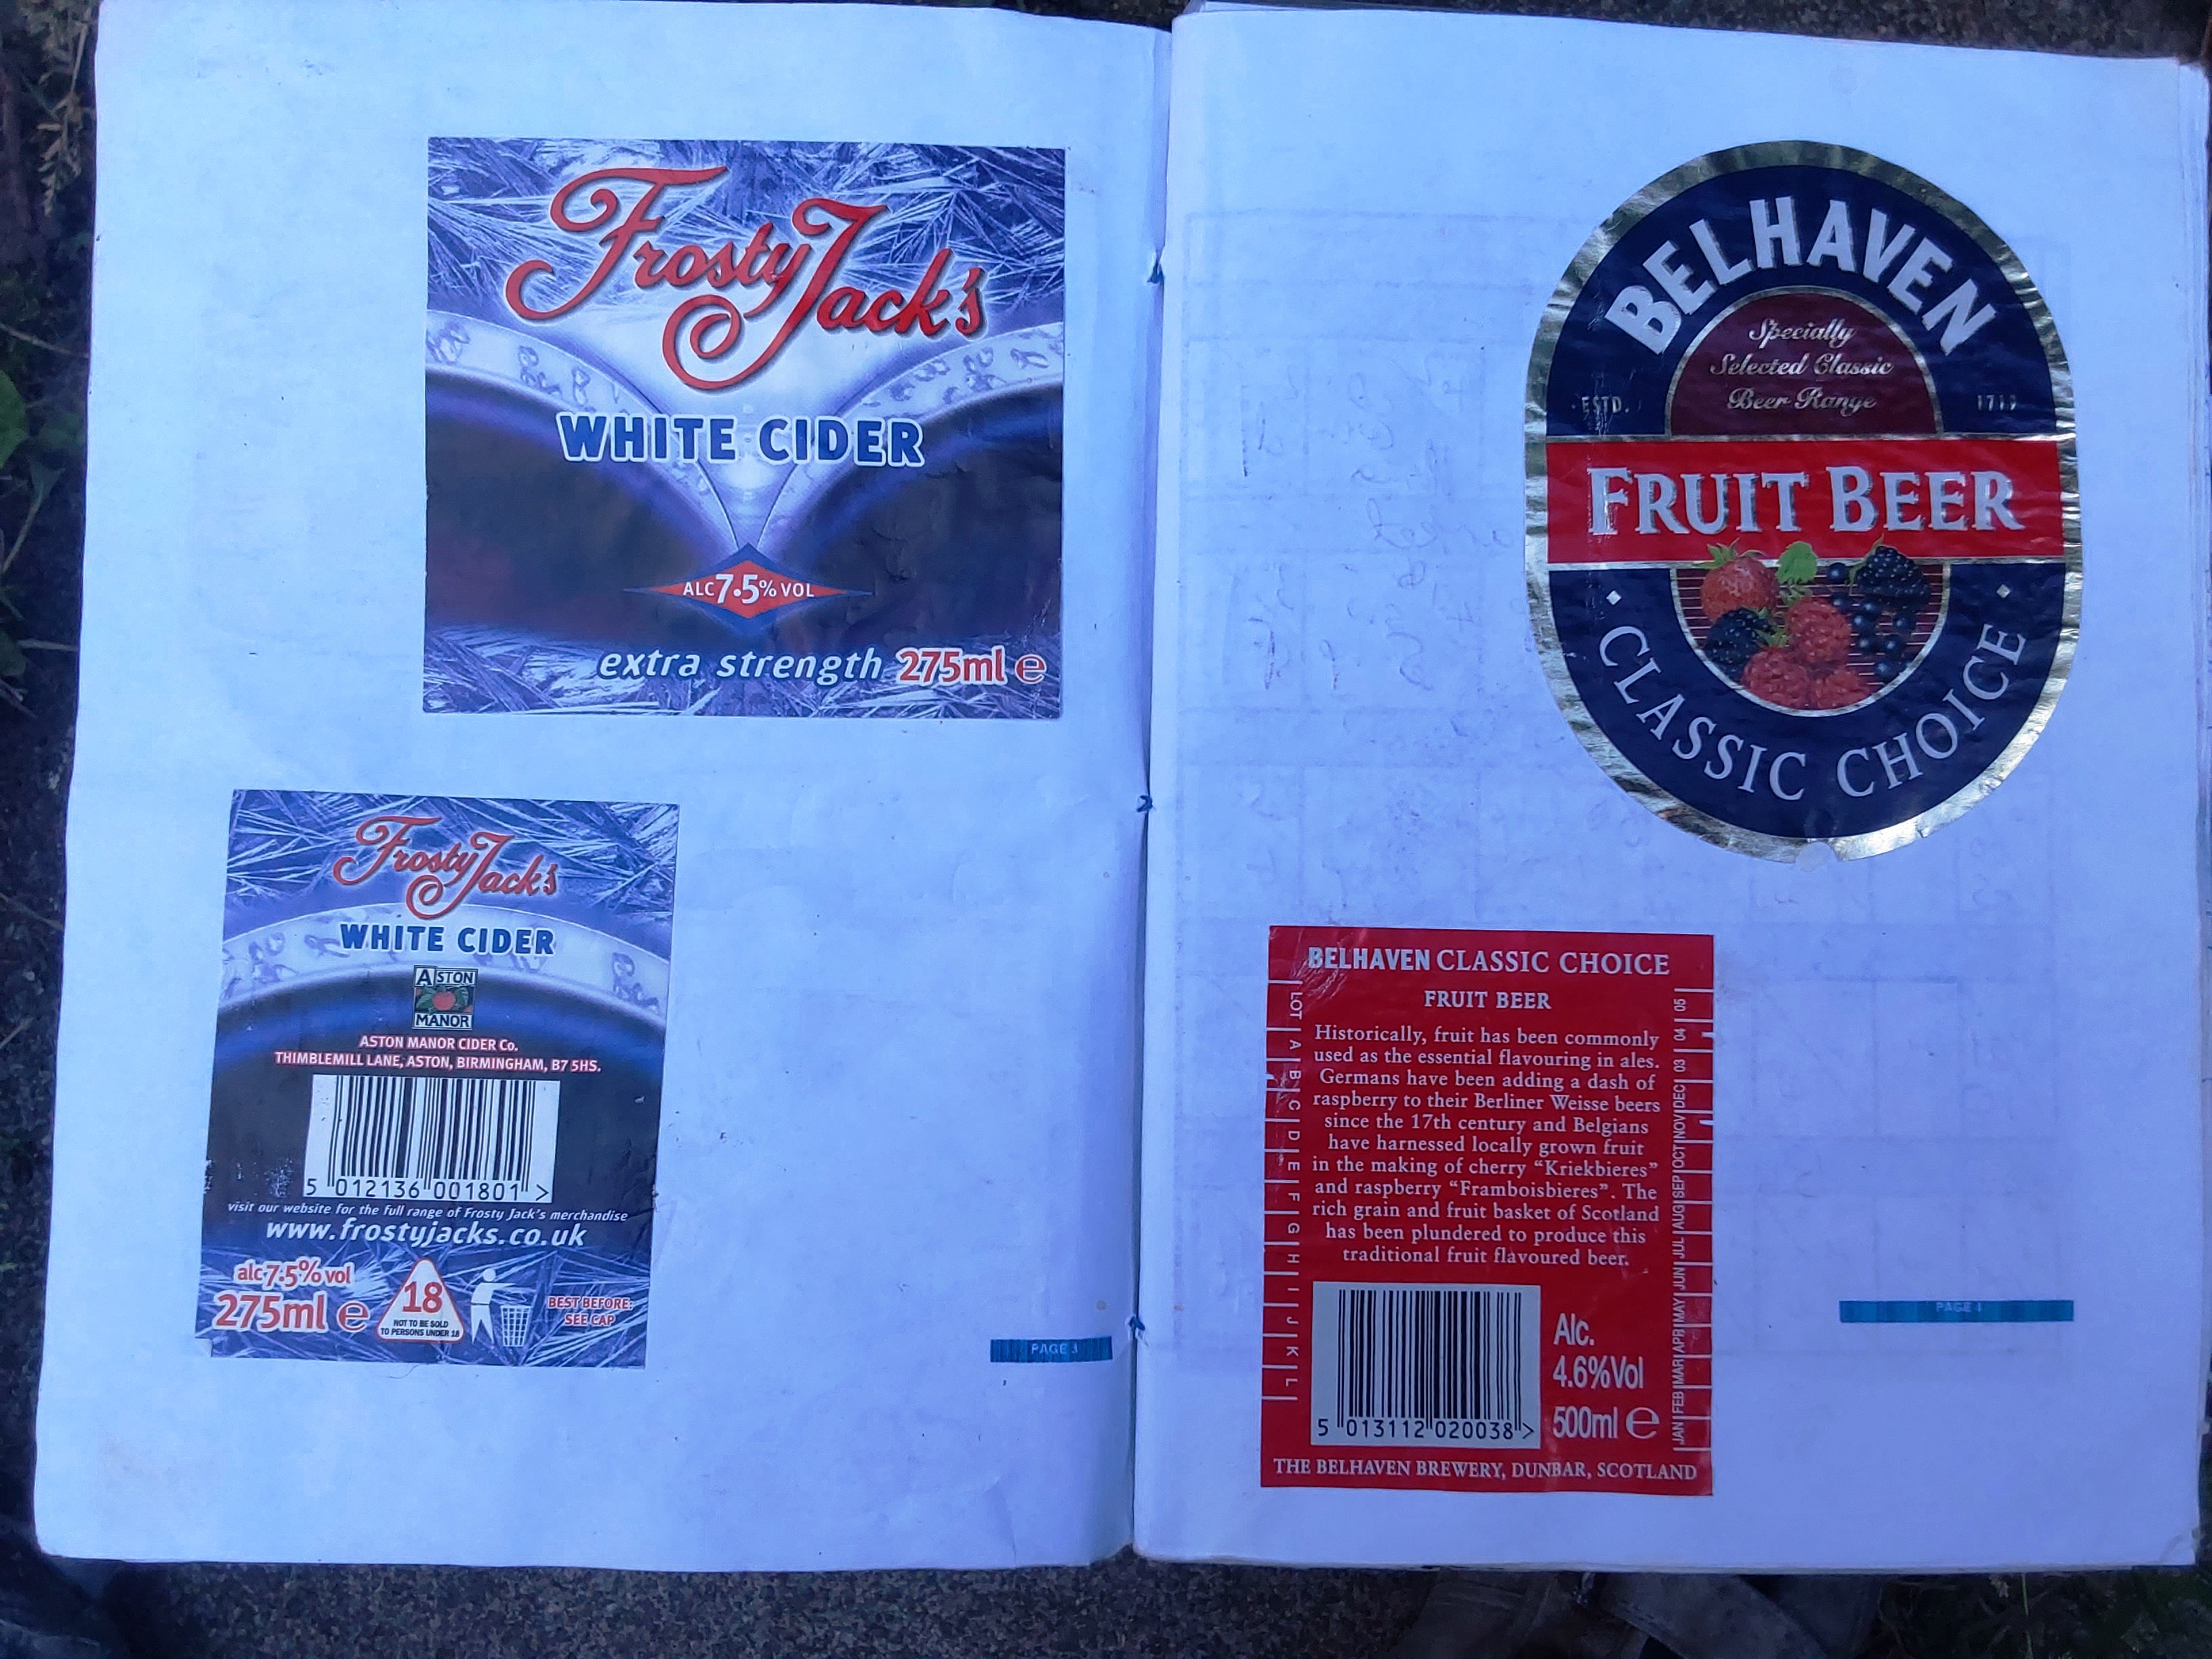 Frosty Jack's
WHITE CIDER
ALC 7.5% VOL
extra strength 275ml e
Frosty Jack's
WHITE CIDER
ASTON
MANOR
ASTON MANOR CIDER Co.
THIMBLEMILL LANE, ASTON, BIRMINGHAM, B7 5HS.
5 012136 001801 >
visit our website for the full range of Frosty Jack's merchandise
www.frostyjacks.co.uk
alc 7.5% vol
275ml e
18
NOT TO BE SOLD
TO PERSONS UNDER 18
BEST BEFORE:
SEE CAP
PAGE 3
BELHAVEN
Specially
Selected Classic
Beer Range
ESTD. 1719
FRUIT BEER
CLASSIC CHOICE
BELHAVEN CLASSIC CHOICE
FRUIT BEER
Historically, fruit has been commonly
used as the essential flavouring in ales.
Germans have been adding a dash of
raspberry to their Berliner Weisse beers
since the 17th century and Belgians
have harnessed locally grown fruit
in the making of cherry “Kriekbieres”
and raspberry “Framboisbieres”. The
rich grain and fruit basket of Scotland
has been plundered to produce this
traditional fruit flavoured beer.
LOT A B C D E F G H I J K L
JAN FEB MAR APR MAY JUN JUL AUG SEP OCT NOV DEC 03 04 05
5 013112 020038 >
Alc.
4.6%Vol
500ml e
THE BELHAVEN BREWERY, DUNBAR, SCOTLAND
PAGE 4